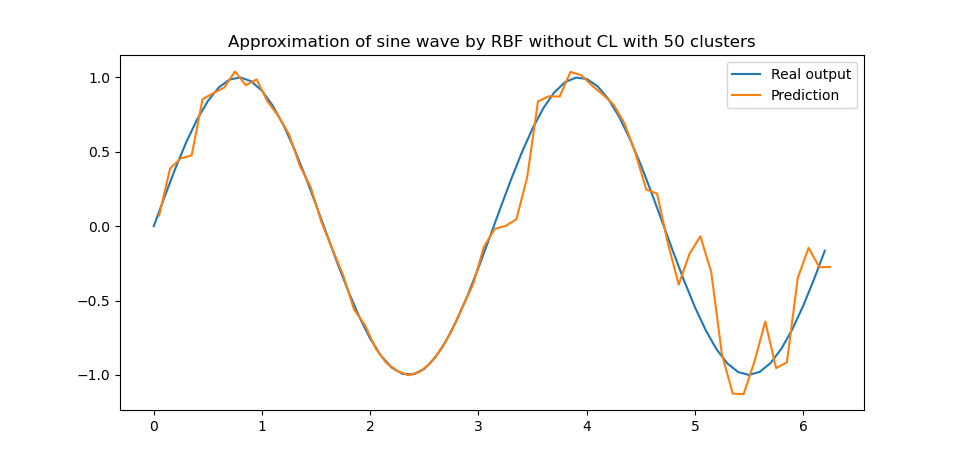 Approximation of sine wave by RBF without CL with 50 clusters
Real output
Prediction
1.0
0.5
0.0
−0.5
−1.0
0 1 2 3 4 5 6